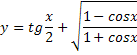 y = tg x/2 + √((1 − cosx)/(1 + cosx))